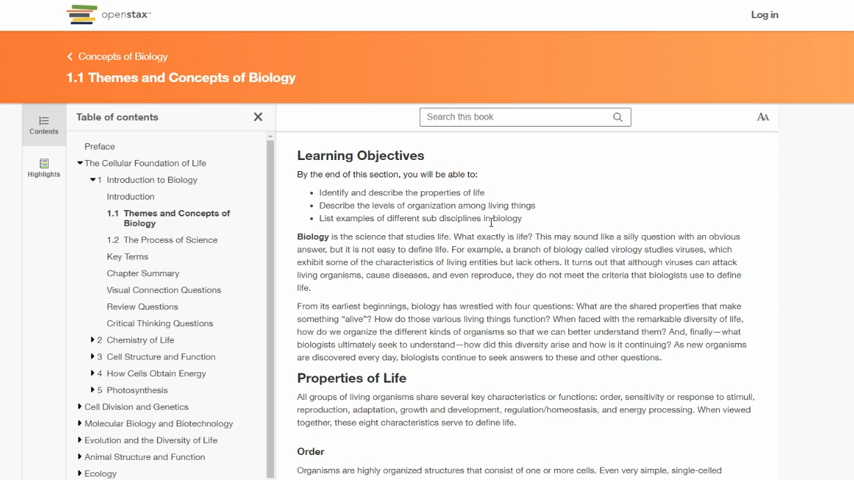 openstax™
Log in
Concepts of Biology
1.1 Themes and Concepts of Biology
Contents
Highlights
Table of contents
Preface
The Cellular Foundation of Life
1 Introduction to Biology
Introduction
1.1 Themes and Concepts of
Biology
1.2 The Process of Science
Key Terms
Chapter Summary
Visual Connection Questions
Review Questions
Critical Thinking Questions
2 Chemistry of Life
3 Cell Structure and Function
4 How Cells Obtain Energy
5 Photosynthesis
Cell Division and Genetics
Molecular Biology and Biotechnology
Evolution and the Diversity of Life
Animal Structure and Function
Ecology
Search this book
AA
Learning Objectives
By the end of this section, you will be able to:
• Identify and describe the properties of life
• Describe the levels of organization among living things
• List examples of different sub disciplines in biology
Biology is the science that studies life. What exactly is life? This may sound like a silly question with an obvious
answer, but it is not easy to define life. For example, a branch of biology called virology studies viruses, which
exhibit some of the characteristics of living entities but lack others. It turns out that although viruses can attack
living organisms, cause diseases, and even reproduce, they do not meet the criteria that biologists use to define
life.
From its earliest beginnings, biology has wrestled with four questions: What are the shared properties that make
something “alive”? How do those various living things function? When faced with the remarkable diversity of life,
how do we organize the different kinds of organisms so that we can better understand them? And, finally—what
biologists ultimately seek to understand—how did this diversity arise and how is it continuing? As new organisms
are discovered every day, biologists continue to seek answers to these and other questions.
Properties of Life
All groups of living organisms share several key characteristics or functions: order, sensitivity or response to stimuli,
reproduction, adaptation, growth and development, regulation/homeostasis, and energy processing. When viewed
together, these eight characteristics serve to define life.
Order
Organisms are highly organized structures that consist of one or more cells. Even very simple, single-celled